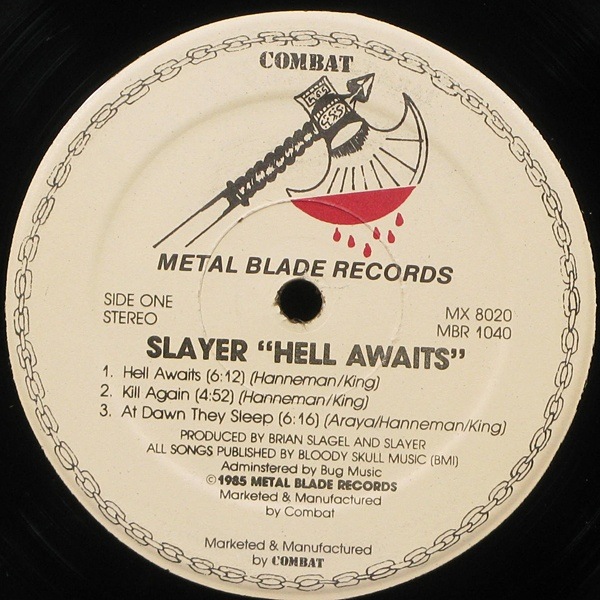 COMBAT
METAL BLADE RECORDS
SIDE ONE
STEREO
MX 8020
MBR 1040
SLAYER "HELL AWAITS"
1. Hell Awaits (6:12) (Hanneman/King)
2. Kill Again (4:52) (Hanneman/King)
3. At Dawn They Sleep (6:16) (Araya/Hanneman/King)
PRODUCED BY BRIAN SLAGEL AND SLAYER
ALL SONGS PUBLISHED BY BLOODY SKULL MUSIC (BMI)
Adminstered by Bug Music
©1985 METAL BLADE RECORDS
Marketed & Manufactured
by Combat
Marketed & Manufactured
by COMBAT